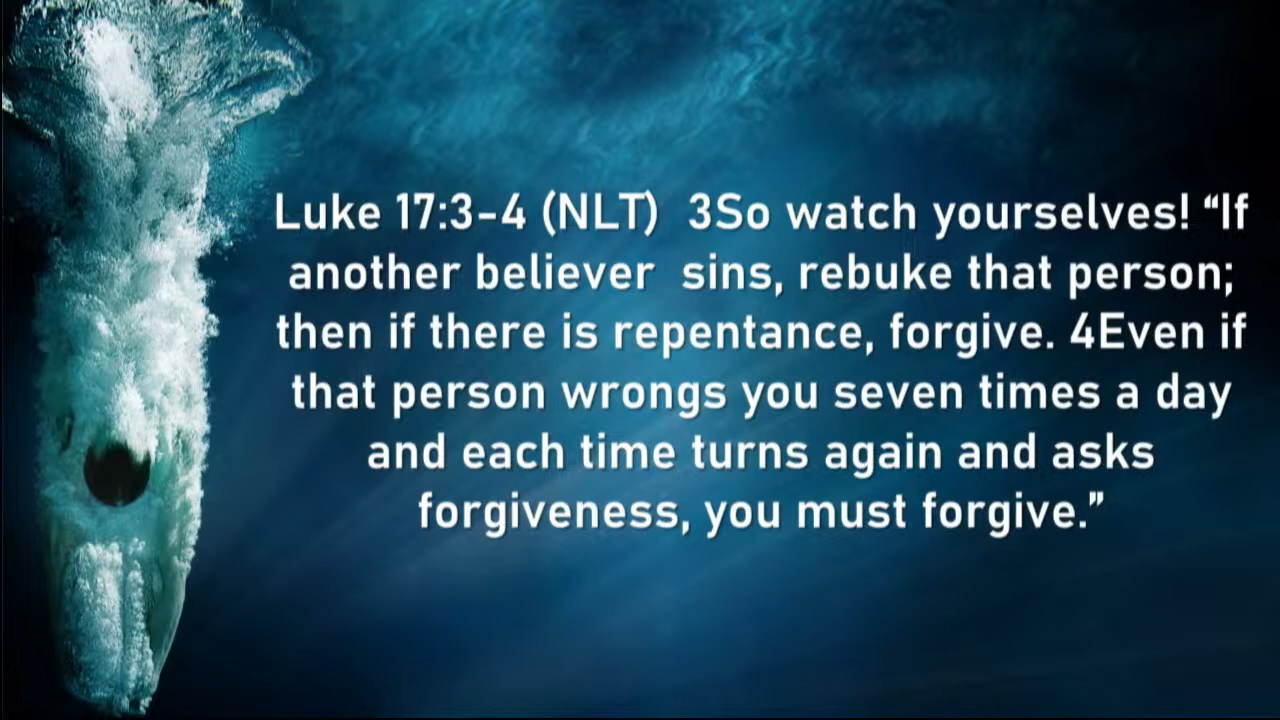 Luke 17:3-4 (NLT)  3So watch yourselves! “If
another believer  sins, rebuke that person;
then if there is repentance, forgive. 4Even if
that person wrongs you seven times a day
and each time turns again and asks
forgiveness, you must forgive.”